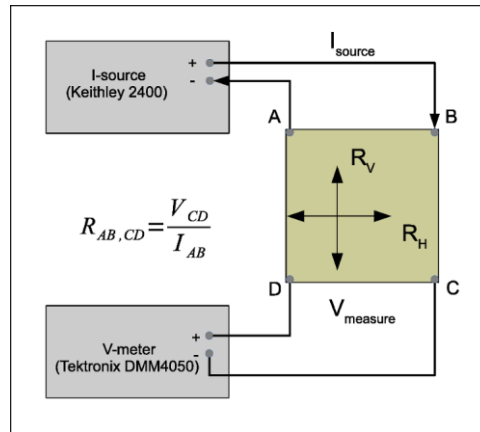 I-source
(Keithley 2400)
+
-
I source
A
B
R V
R H
R AB,CD = V CD / I AB
D
C
V measure
V-meter
(Tektronix DMM4050)
+
-